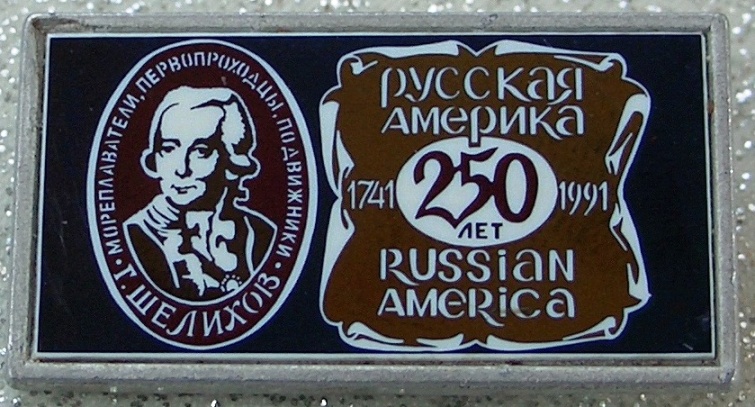 МОРЕПЛАВАТЕЛИ, ПЕРВОПРОХОДЦЫ, ПОДВИЖНИКИ
Г. ШЕЛИХОВ
РУССКАЯ
АМЕРИКА
1741 250 1991
ЛЕТ
RUSSIAN
AMERICA